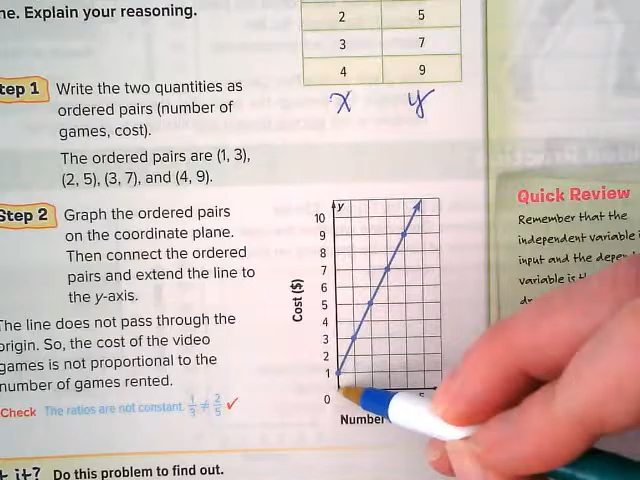 ne. Explain your reasoning.
2 5
3 7
4 9
x y
tep 1 Write the two quantities as
ordered pairs (number of
games, cost).
The ordered pairs are (1, 3),
(2, 5), (3, 7), and (4, 9).
Step 2 Graph the ordered pairs
on the coordinate plane.
Then connect the ordered
pairs and extend the line to
the y-axis.
The line does not pass through the
origin. So, the cost of the video
games is not proportional to the
number of games rented.
Check The ratios are not constant. 1/3 ≠ 2/5 ✓
t it? Do this problem to find out.
y
10
9
8
7
6
5
4
3
2
1
0
Cost ($)
Number
Quick Review
Remember that the
independent variable i
input and the depen
variable is t